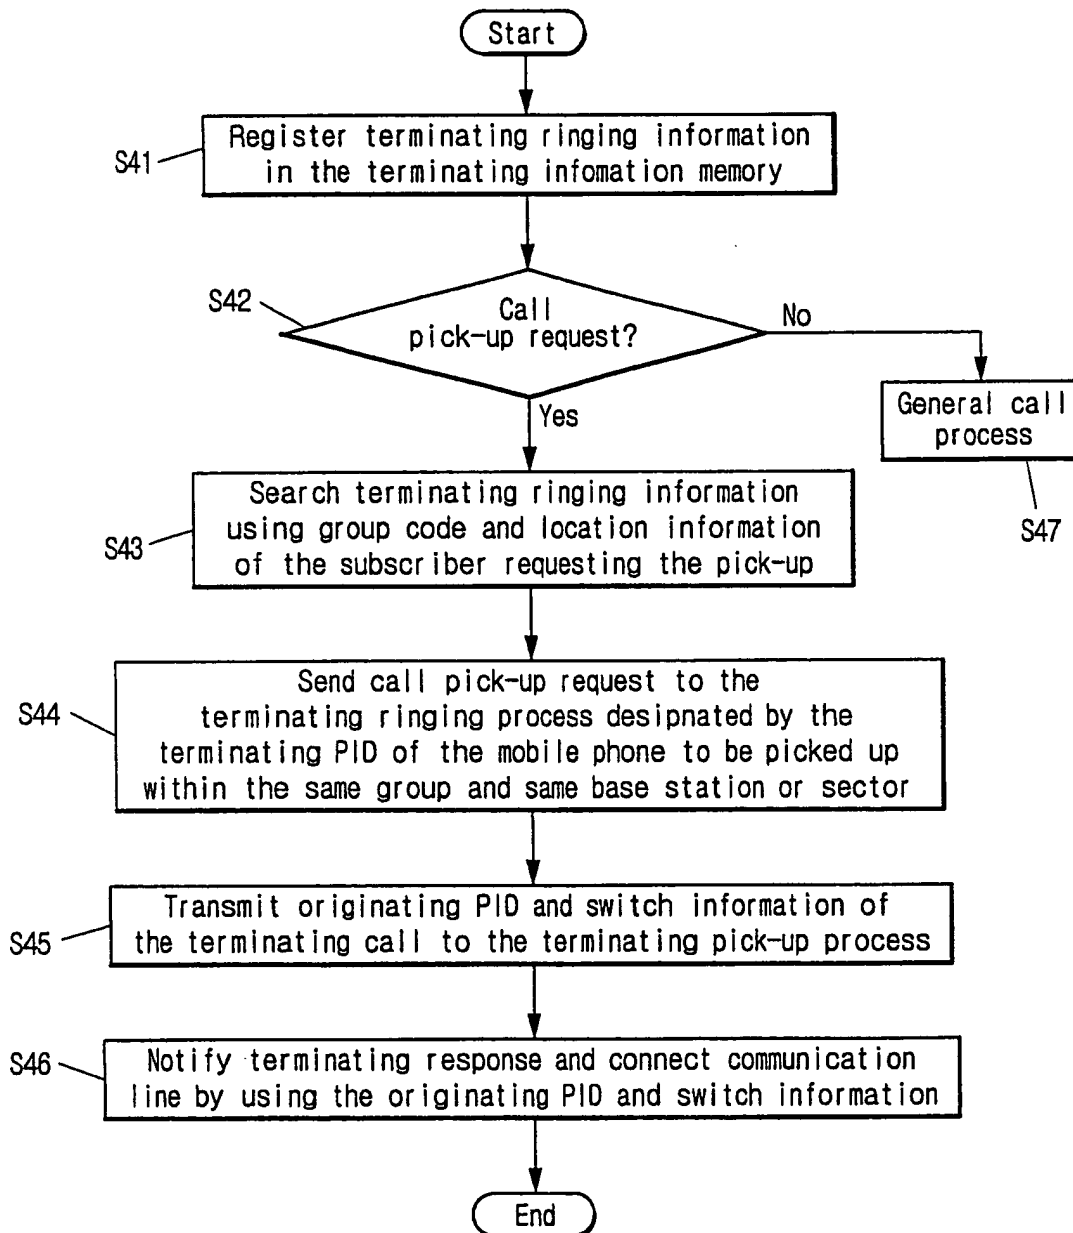 Start
S41
Register terminating ringing information
in the terminating infomation memory
S42
Call
pick-up request?
No
Yes
General call
process
S47
S43
Search terminating ringing information
using group code and location information
of the subscriber requesting the pick-up
S44
Send call pick-up request to the
terminating ringing process desipnated by the
terminating PID of the mobile phone to be picked up
within the same group and same base station or sector
S45
Transmit originating PID and switch information of
the terminating call to the terminating pick-up process
S46
Notify terminating response and connect communication
line by using the originating PID and switch information
End